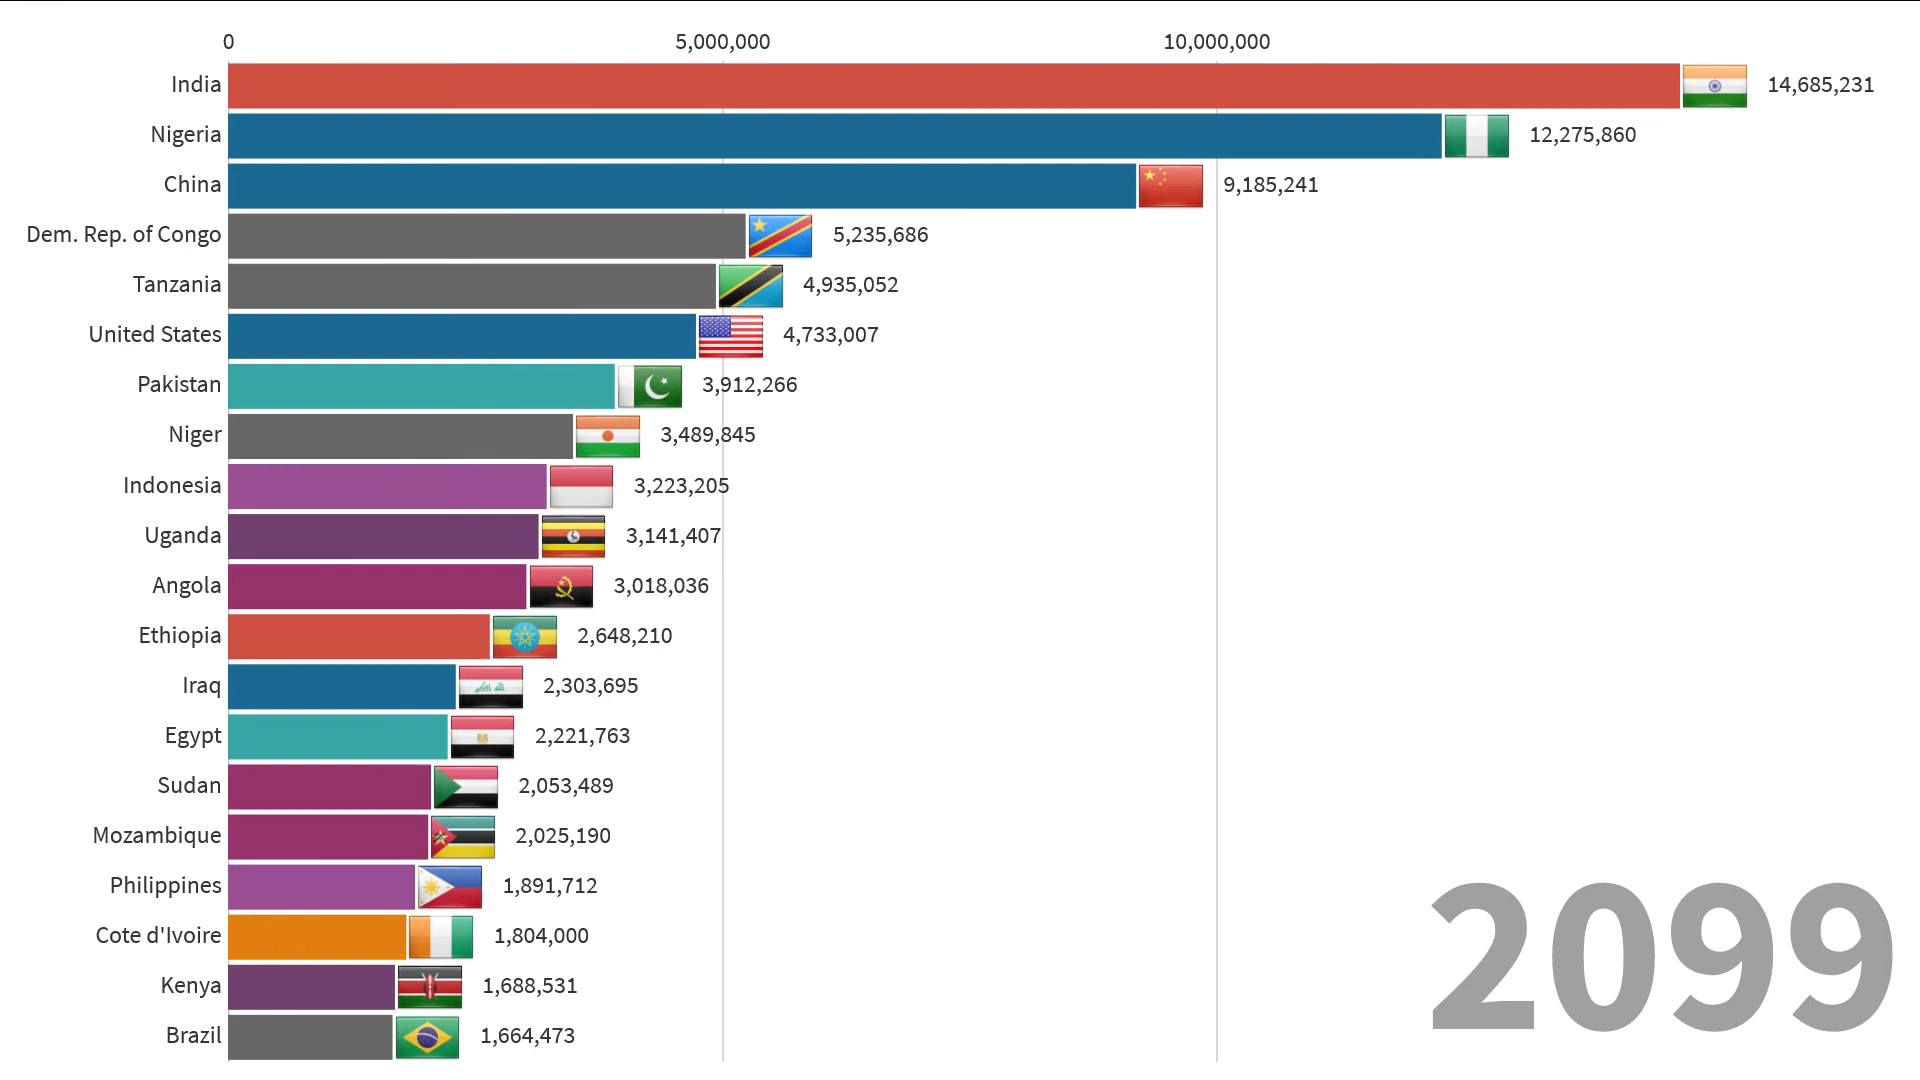 0 5,000,000 10,000,000
India 14,685,231
Nigeria 12,275,860
China 9,185,241
Dem. Rep. of Congo 5,235,686
Tanzania 4,935,052
United States 4,733,007
Pakistan 3,912,266
Niger 3,489,845
Indonesia 3,223,205
Uganda 3,141,407
Angola 3,018,036
Ethiopia 2,648,210
Iraq 2,303,695
Egypt 2,221,763
Sudan 2,053,489
Mozambique 2,025,190
Philippines 1,891,712
Cote d'Ivoire 1,804,000
Kenya 1,688,531
Brazil 1,664,473
2099